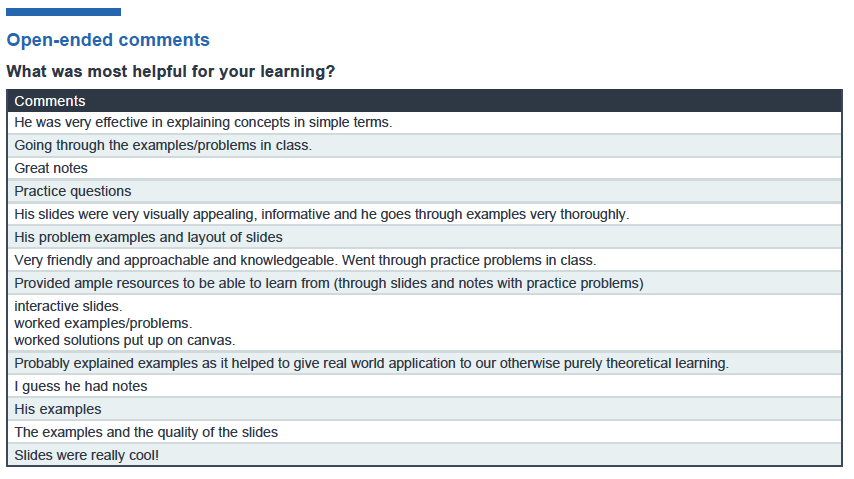 Open-ended comments
What was most helpful for your learning?
Comments
He was very effective in explaining concepts in simple terms.
Going through the examples/problems in class.
Great notes
Practice questions
His slides were very visually appealing, informative and he goes through examples very thoroughly.
His problem examples and layout of slides
Very friendly and approachable and knowledgeable. Went through practice problems in class.
Provided ample resources to be able to learn from (through slides and notes with practice problems)
interactive slides.
worked examples/problems.
worked solutions put up on canvas.
Probably explained examples as it helped to give real world application to our otherwise purely theoretical learning.
I guess he had notes
His examples
The examples and the quality of the slides
Slides were really cool!